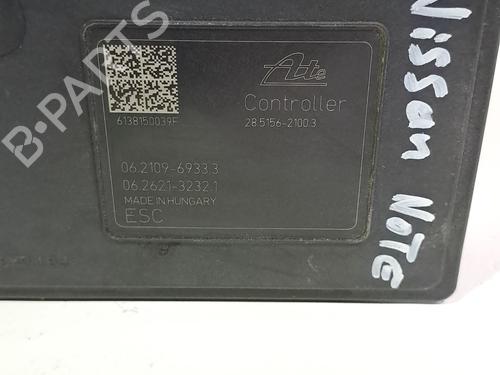 Ate
Controller
6138150039F
28.5156-2100.3
06.2109-6933.3
06.2621-3232.1
MADE IN HUNGARY
ESC
Nissan
NOTE
B-PARTS